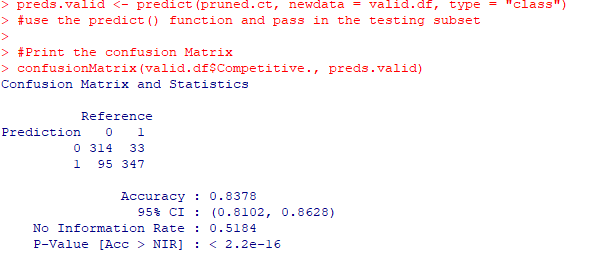 > preds.valid <- predict(pruned.ct, newdata = valid.df, type = "class")
> #use the predict() function and pass in the testing subset
>
> #Print the confusion Matrix
> confusionMatrix(valid.df$Competitive., preds.valid)
Confusion Matrix and Statistics
Reference
Prediction 0 1
0 314 33
1 95 347
Accuracy : 0.8378
95% CI : (0.8102, 0.8628)
No Information Rate : 0.5184
P-Value [Acc > NIR] : < 2.2e-16